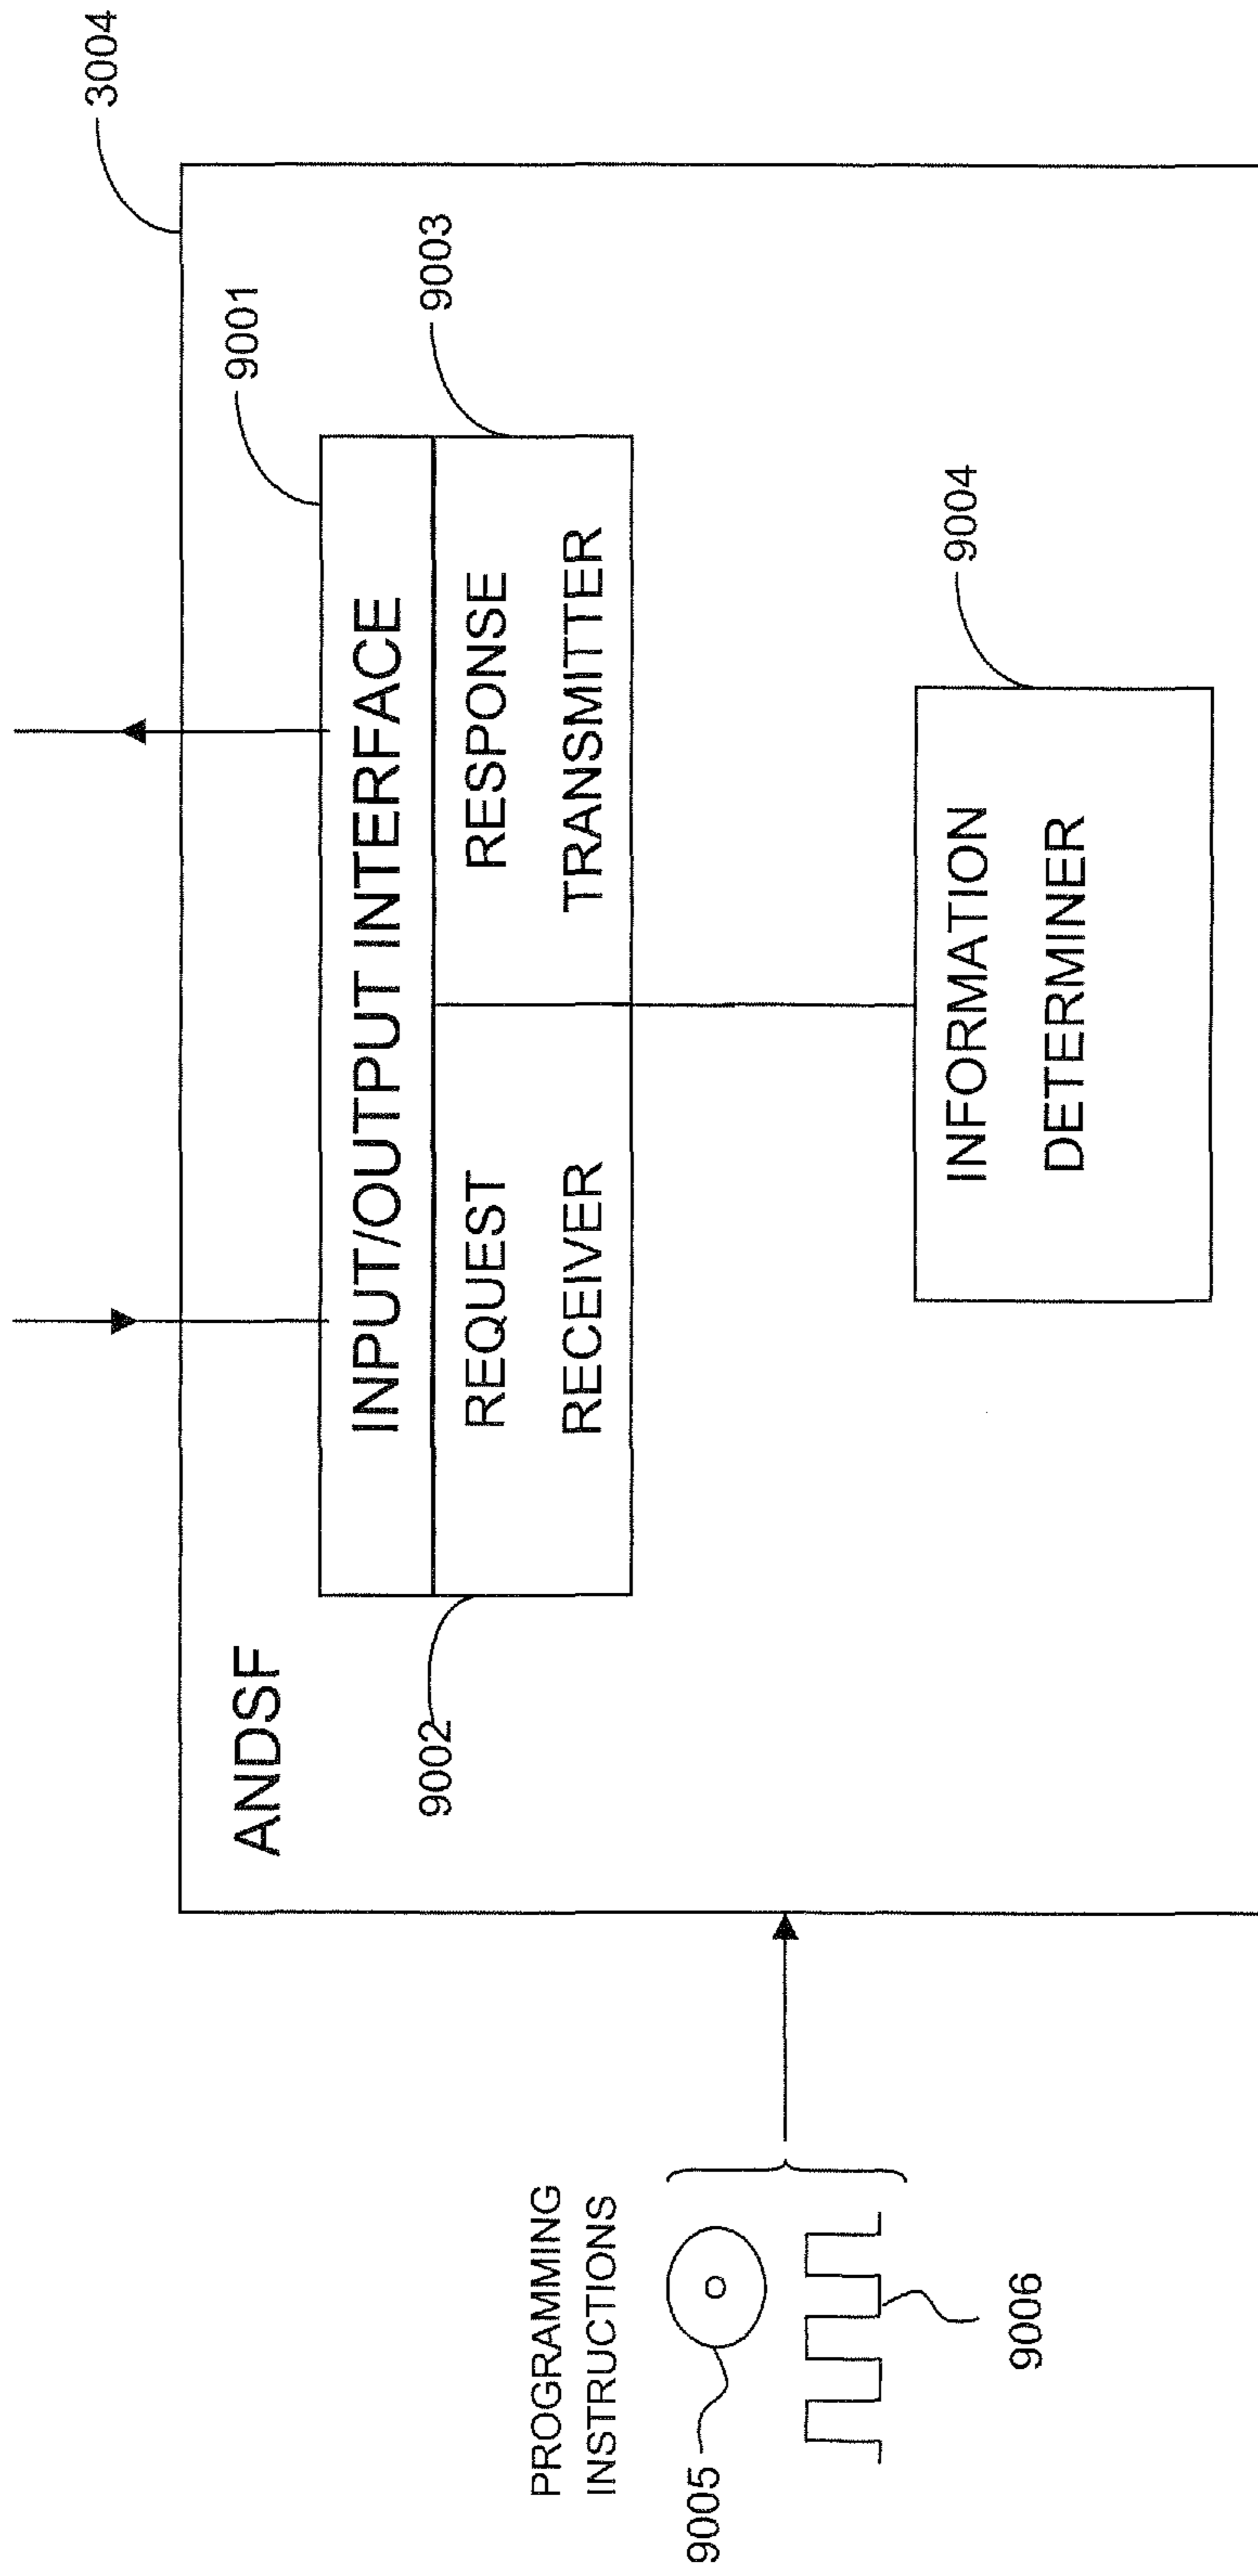 3004
ANDSF
9001
INPUT/OUTPUT INTERFACE
9002
REQUEST
RECEIVER
RESPONSE
TRANSMITTER
9003
INFORMATION
DETERMINER
9004
PROGRAMMING
INSTRUCTIONS
9005
9006